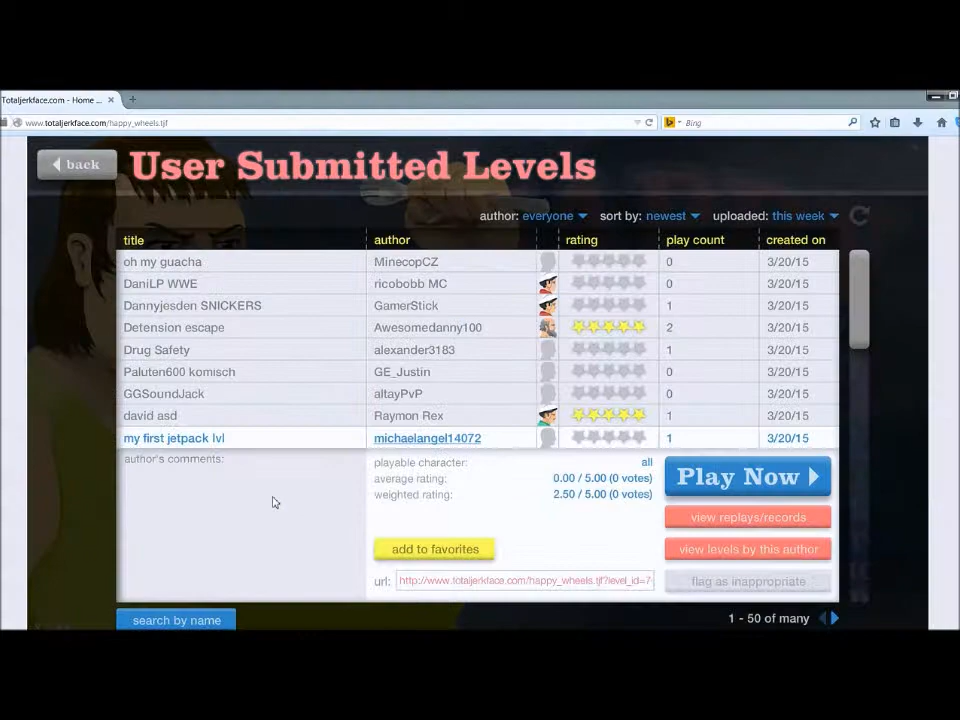 Totaljerkface.com - Home ...
www.totaljerkface.com/happy_wheels.tjf
Bing
back
User Submitted Levels
author: everyone sort by: newest uploaded: this week
title author rating play count created on
oh my guacha MinecopCZ 0 3/20/15
DaniLP WWE ricobobb MC 0 3/20/15
Dannyjesden SNICKERS GamerStick 1 3/20/15
Detension escape Awesomedanny100 2 3/20/15
Drug Safety alexander3183 1 3/20/15
Paluten600 komisch GE_Justin 0 3/20/15
GGSoundJack altayPvP 0 3/20/15
david asd Raymon Rex 1 3/20/15
my first jetpack lvl michaelangel14072 1 3/20/15
author's comments:
playable character: all
average rating: 0.00 / 5.00 (0 votes)
weighted rating: 2.50 / 5.00 (0 votes)
add to favorites
url: http://www.totaljerkface.com/happy_wheels.tjf?level_id=7
Play Now
view replays/records
view levels by this author
flag as inappropriate
search by name
1 - 50 of many